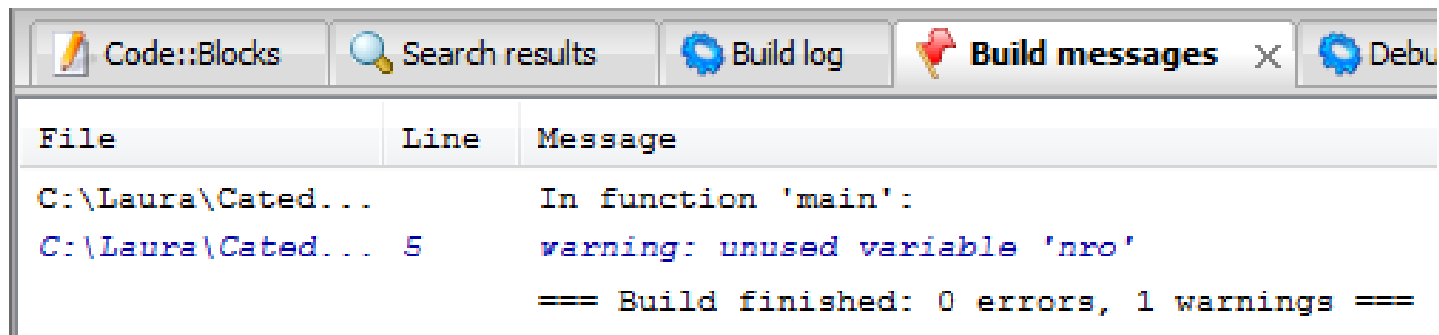 Code::Blocks Search results Build log Build messages Debu
File Line Message
C:\Laura\Cated... In function 'main':
C:\Laura\Cated... 5 warning: unused variable 'nro'
=== Build finished: 0 errors, 1 warnings ===